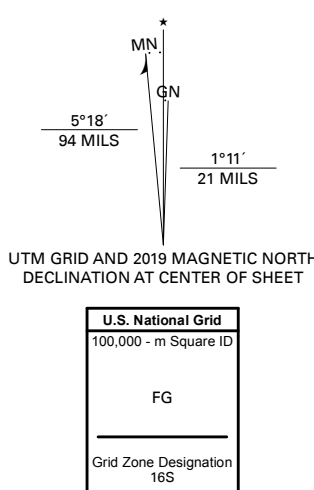 ★
MN
GN
5°18´
94 MILS
1°11´
21 MILS
UTM GRID AND 2019 MAGNETIC NORTH
DECLINATION AT CENTER OF SHEET
U.S. National Grid
100,000 - m Square ID
FG
Grid Zone Designation
16S